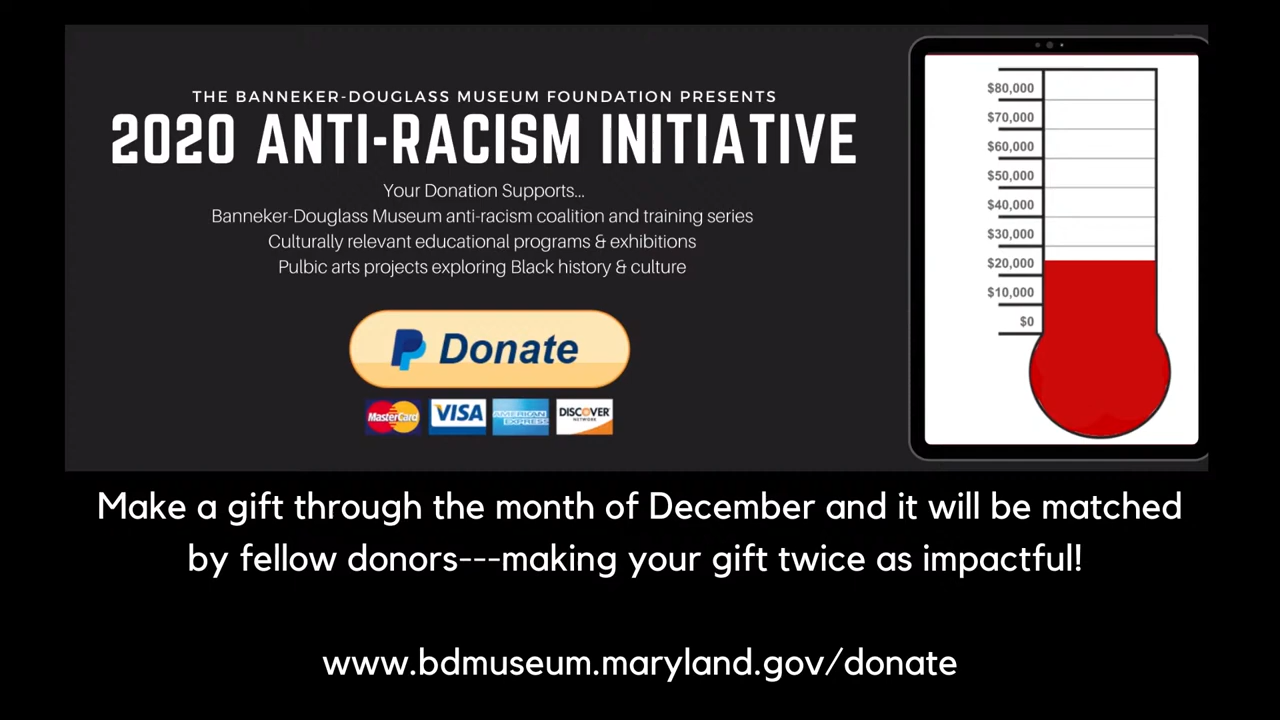 THE BANNEKER-DOUGLASS MUSEUM FOUNDATION PRESENTS
2020 ANTI-RACISM INITIATIVE
Your Donation Supports...
Banneker-Douglass Museum anti-racism coalition and training series
Culturally relevant educational programs & exhibitions
Pulbic arts projects exploring Black history & culture
Donate
MasterCard VISA AMERICAN EXPRESS DISCOVER NETWORK
$80,000
$70,000
$60,000
$50,000
$40,000
$30,000
$20,000
$10,000
$0
Make a gift through the month of December and it will be matched
by fellow donors---making your gift twice as impactful!
www.bdmuseum.maryland.gov/donate